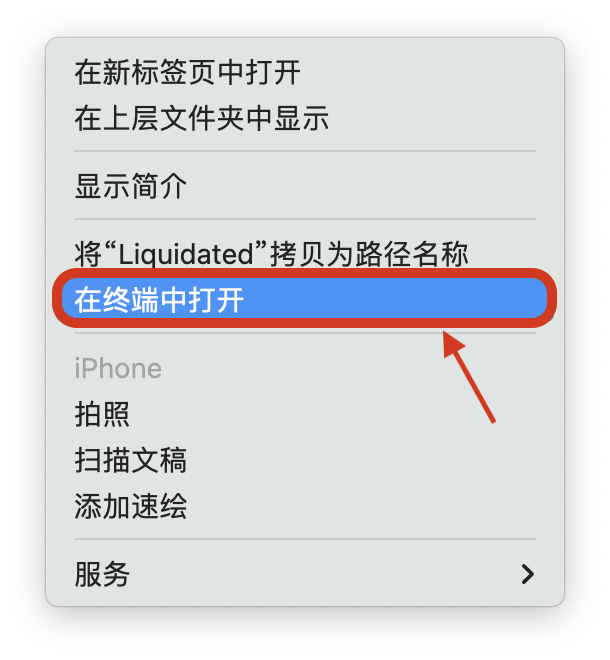 在新标签页中打开
在上层文件夹中显示
显示简介
将“Liquidated”拷贝为路径名称
在终端中打开
iPhone
拍照
扫描文稿
添加速绘
服务